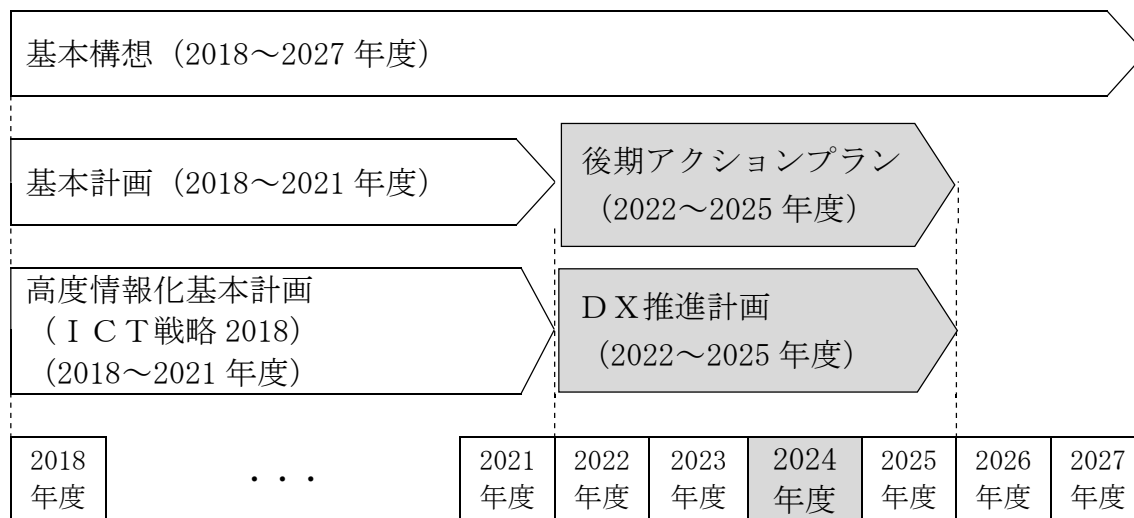 基本構想（2018～2027 年度）
基本計画（2018～2021 年度）
後期アクションプラン
（2022～2025 年度）
高度情報化基本計画
（ＩＣＴ戦略 2018）
（2018～2021 年度）
ＤＸ推進計画
（2022～2025 年度）
2018
年度
・・・
2021
年度
2022
年度
2023
年度
2024
年度
2025
年度
2026
年度
2027
年度